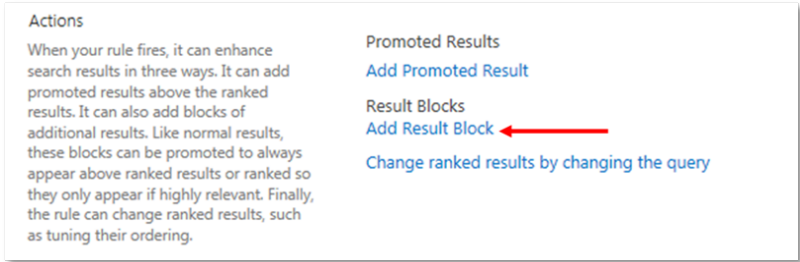 Actions
When your rule fires, it can enhance
search results in three ways. It can add
promoted results above the ranked
results. It can also add blocks of
additional results. Like normal results,
these blocks can be promoted to always
appear above ranked results or ranked so
they only appear if highly relevant. Finally,
the rule can change ranked results, such
as tuning their ordering.
Promoted Results
Add Promoted Result
Result Blocks
Add Result Block
Change ranked results by changing the query